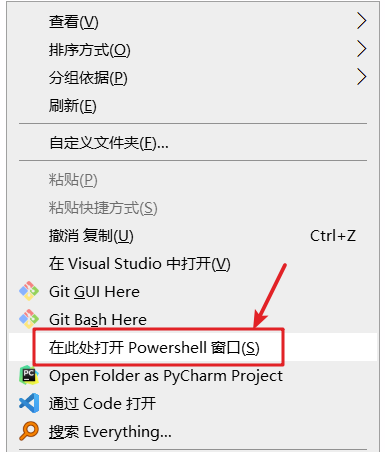 查看(V)
排序方式(O)
分组依据(P)
刷新(E)
自定义文件夹(F)...
粘贴(P)
粘贴快捷方式(S)
撤消 复制(U) Ctrl+Z
在 Visual Studio 中打开(V)
Git GUI Here
Git Bash Here
在此处打开 Powershell 窗口(S)
PC Open Folder as PyCharm Project
通过 Code 打开
搜索 Everything...